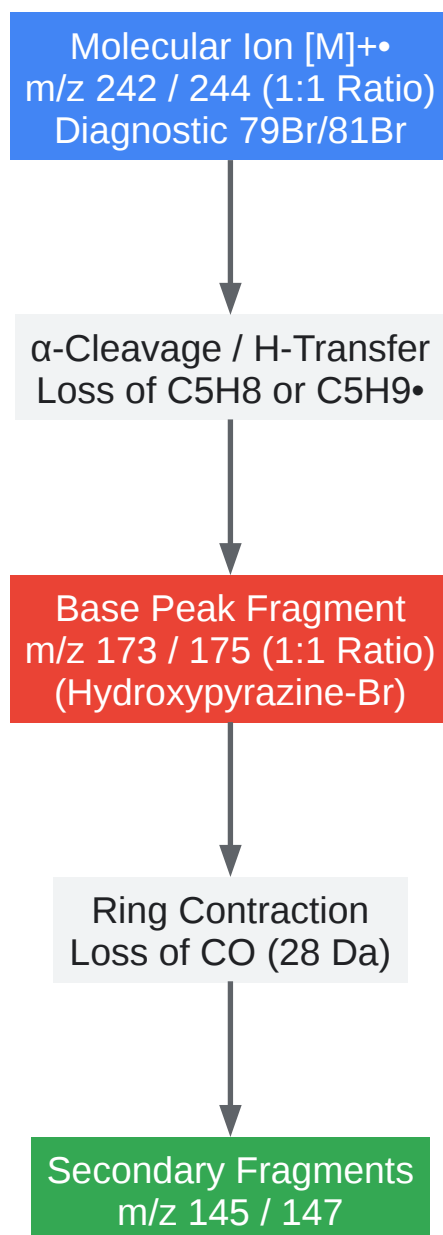 Molecular Ion [M]+•
m/z 242 / 244 (1:1 Ratio)
Diagnostic 79Br/81Br
α-Cleavage / H-Transfer
Loss of C5H8 or C5H9•
Base Peak Fragment
m/z 173 / 175 (1:1 Ratio)
(Hydroxypyrazine-Br)
Ring Contraction
Loss of CO (28 Da)
Secondary Fragments
m/z 145 / 147